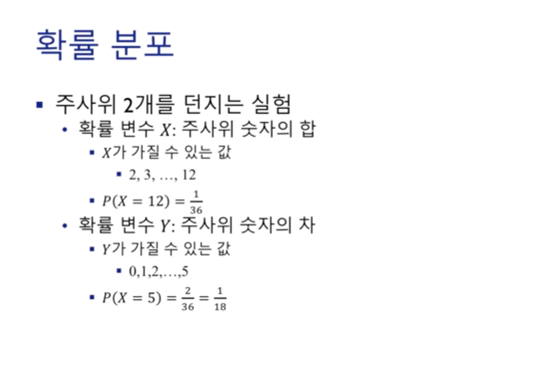 확률 분포
▪ 주사위 2개를 던지는 실험
• 확률 변수 X: 주사위 숫자의 합
▪ X가 가질 수 있는 값
▪ 2, 3, …, 12
▪ P(X = 12) = 1/36
• 확률 변수 Y: 주사위 숫자의 차
▪ Y가 가질 수 있는 값
▪ 0,1,2,…,5
▪ P(X = 5) = 2/36 = 1/18